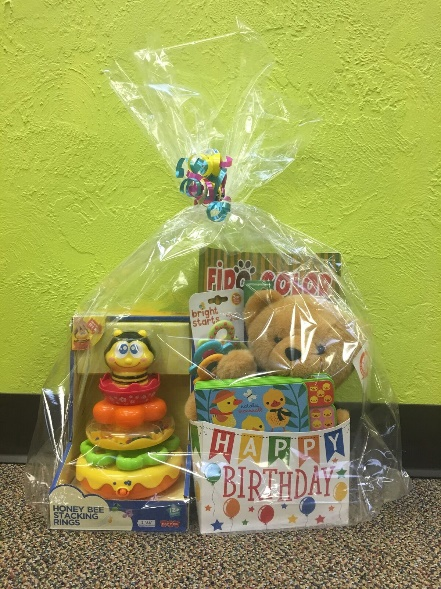 FIDO COLOR
bright
starts
HAPPY
BIRTHDAY
HONEY BEE
STACKING
RINGS